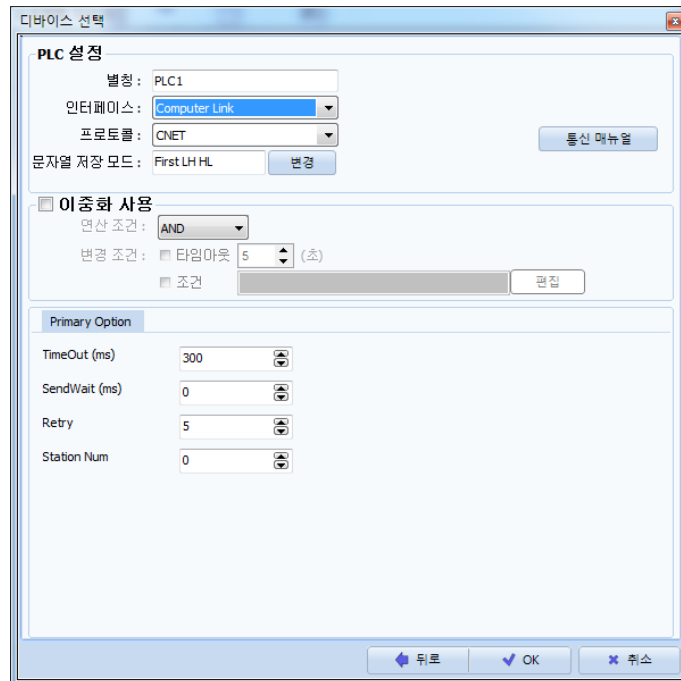 디바이스 선택
PLC 설정
별칭 : PLC1
인터페이스 : Computer Link
프로토콜 : CNET
통신 매뉴얼
문자열 저장 모드 : First LH HL 변경
이중화 사용
연산 조건 : AND
변경 조건 : 타임아웃 5 (초)
조건 편집
Primary Option
TimeOut (ms) 300
SendWait (ms) 0
Retry 5
Station Num 0
뒤로 OK 취소